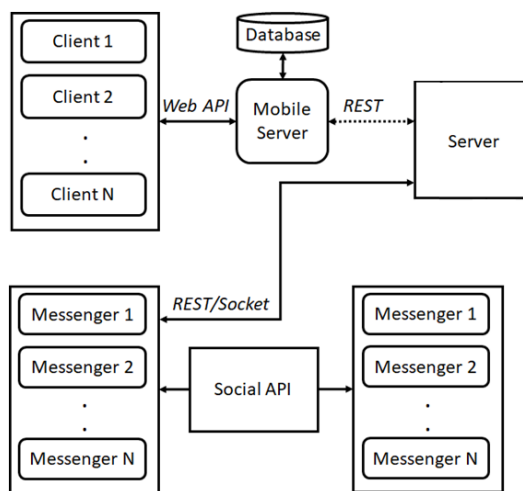 Client 1
Client 2
.
.
Client N
Web API
Database
Mobile
Server
REST
Server
REST/Socket
Messenger 1
Messenger 2
.
.
Messenger N
Social API
Messenger 1
Messenger 2
.
.
Messenger N